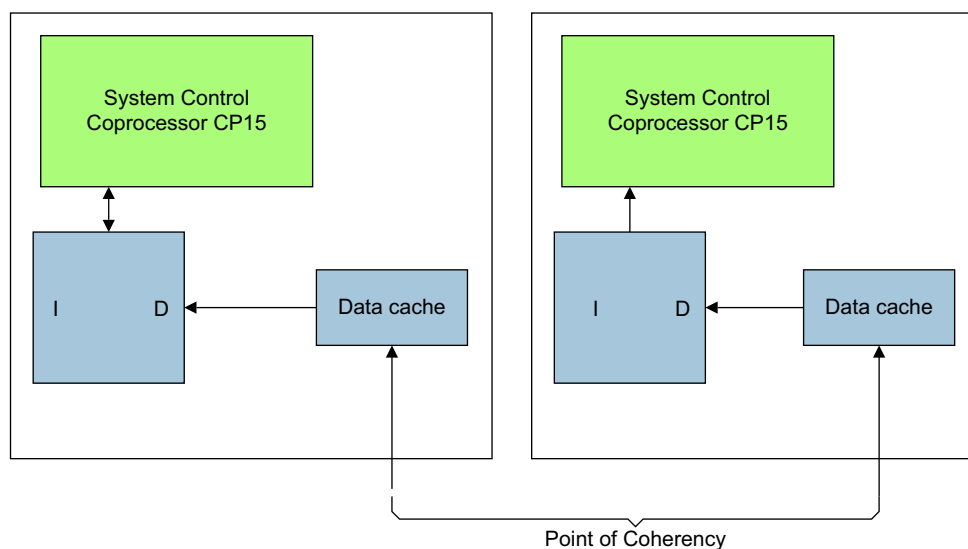 System Control
Coprocessor CP15
System Control
Coprocessor CP15
I
D
Data cache
I
D
Data cache
Point of Coherency